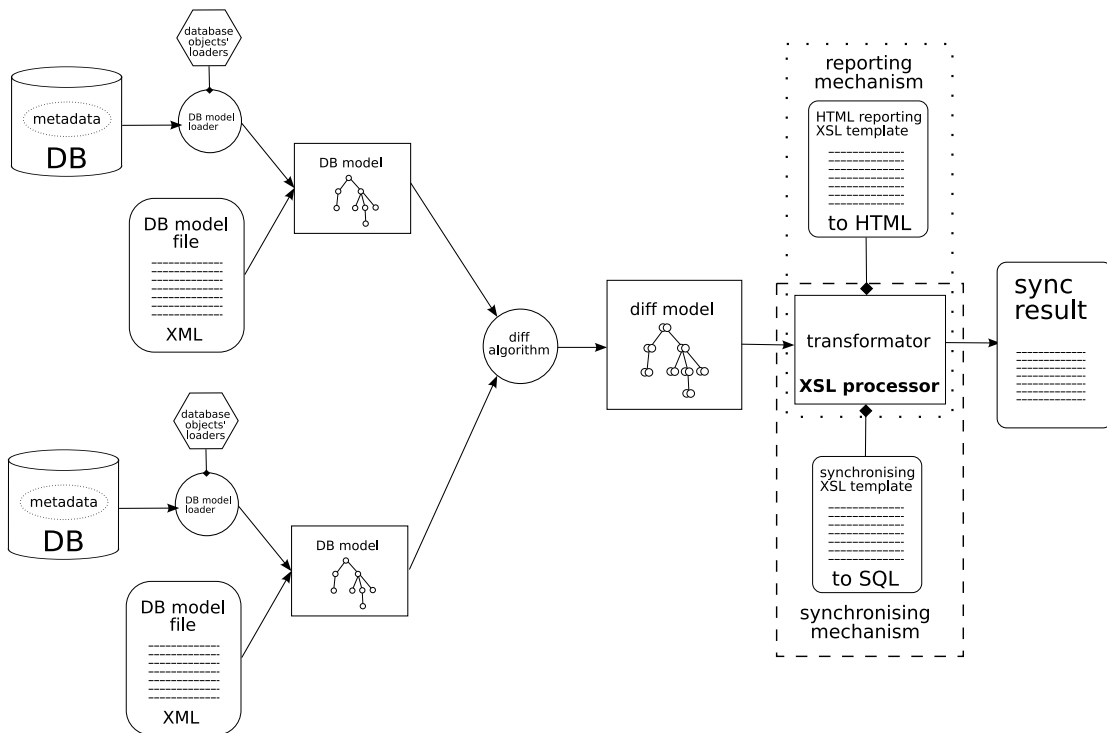 database
objects'
loaders
metadata
DB
DB model
loader
DB model
DB model
file
XML
database
objects'
loaders
metadata
DB
DB model
loader
DB model
DB model
file
XML
diff
algorithm
diff model
reporting
mechanism
HTML reporting
XSL template
to HTML
transformator
XSL processor
synchronising
XSL template
to SQL
synchronising
mechanism
sync
result